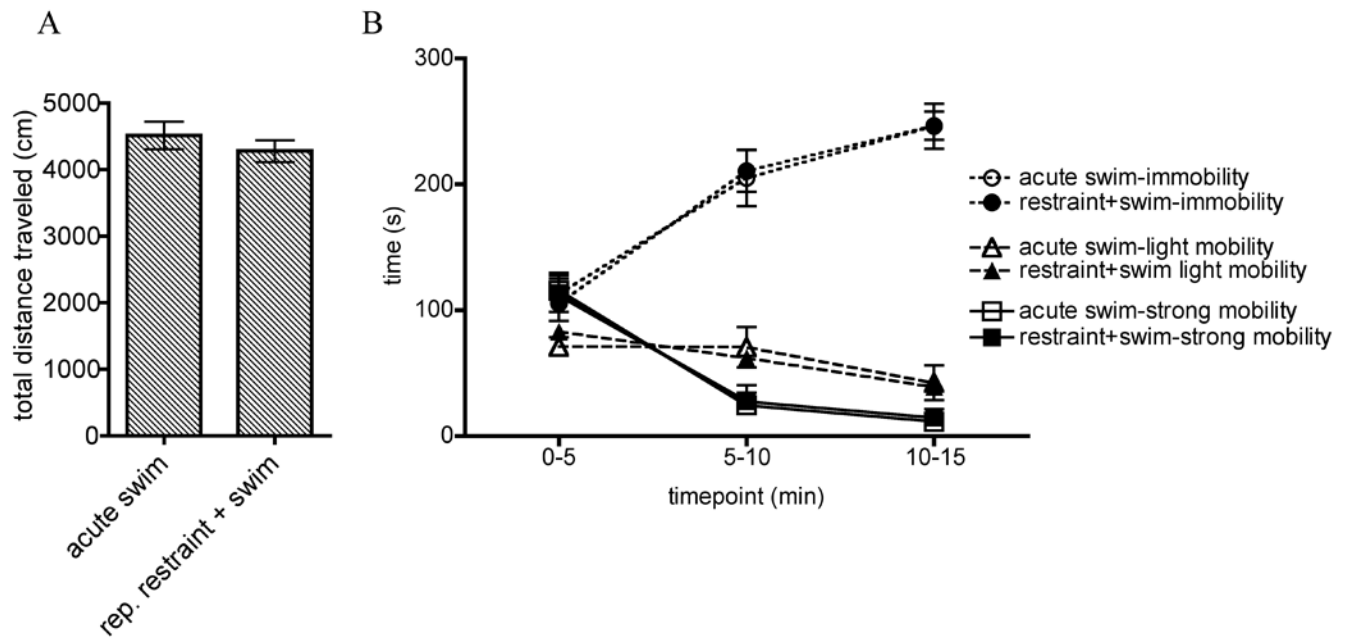 A
total distance traveled (cm)
5000
4000
3000
2000
1000
0
acute swim
rep. restraint + swim
B
time (s)
300
200
100
0
0-5
5-10
10-15
timepoint (min)
acute swim-immobility
restraint+swim-immobility
acute swim-light mobility
restraint+swim light mobility
acute swim-strong mobility
restraint+swim-strong mobility